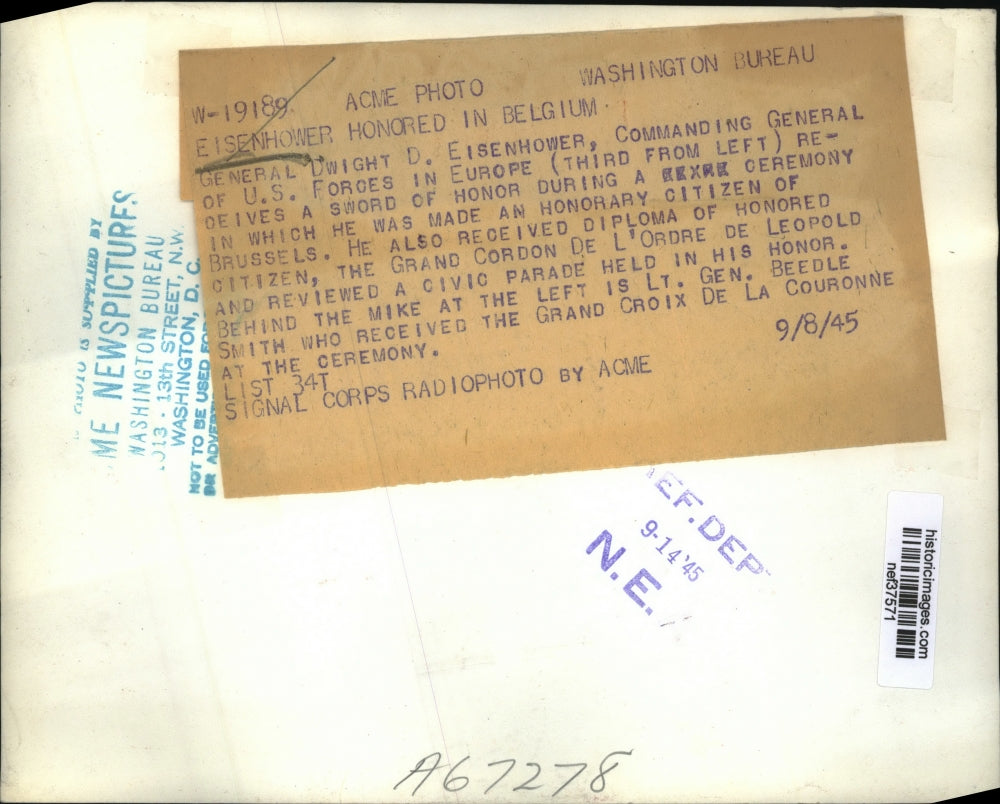 W-19189. ACME PHOTO WASHINGTON BUREAU
EISENHOWER HONORED IN BELGIUM.
GENERAL DWIGHT D. EISENHOWER, COMMANDING GENERAL
OF U.S. FORCES IN EUROPE (THIRD FROM LEFT) RE-
CEIVES A SWORD OF HONOR DURING A CEREMONY
IN WHICH HE WAS MADE AN HONORARY CITIZEN OF
BRUSSELS. HE ALSO RECEIVED DIPLOMA OF HONORED
CITIZEN, THE GRAND CORDON DE L'ORDRE DE LEOPOLD
AND REVIEWED A CIVIC PARADE HELD IN HIS HONOR.
BEHIND THE MIKE AT THE LEFT IS LT. GEN. BEEDLE
SMITH WHO RECEIVED THE GRAND CROIX DE LA COURONNE
AT THE CEREMONY. 9/8/45
LIST 34T
SIGNAL CORPS RADIOPHOTO BY ACME
PHOTO IS SUPPLIED BY
ME NEWSPICTURES
WASHINGTON BUREAU
1013 - 13th STREET, N.W.
WASHINGTON, D. C.
NOT TO BE USED FOR
OR ADVER
EF. DEP
9-14'45
N.E.
historicimages.com
nef37571
A67278